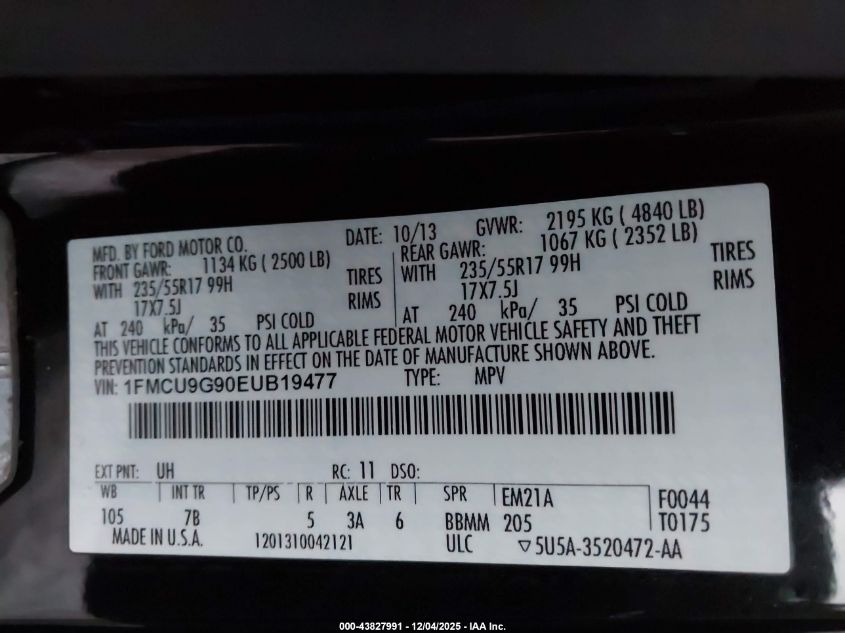 MFD. BY FORD MOTOR CO. DATE: 10/13 GVWR: 2195 KG ( 4840 LB)
FRONT GAWR: 1134 KG ( 2500 LB) REAR GAWR: 1067 KG ( 2352 LB)
WITH 235/55R17 99H TIRES WITH 235/55R17 99H TIRES
17X7.5J RIMS 17X7.5J RIMS
AT 240 kPa/ 35 PSI COLD AT 240 kPa/ 35 PSI COLD
THIS VEHICLE CONFORMS TO ALL APPLICABLE FEDERAL MOTOR VEHICLE SAFETY AND THEFT
PREVENTION STANDARDS IN EFFECT ON THE DATE OF MANUFACTURE SHOWN ABOVE.
VIN: 1FMCU9G90EUB19477 TYPE: MPV
EXT PNT: UH RC: 11 DSO:
WB INT TR TP/PS R AXLE TR SPR EM21A F0044
105 7B 5 3A 6 BBMM 205 T0175
MADE IN U.S.A. 1201310042121 ULC ▽5U5A-3520472-AA
000-43827991 - 12/04/2025 - IAA Inc.